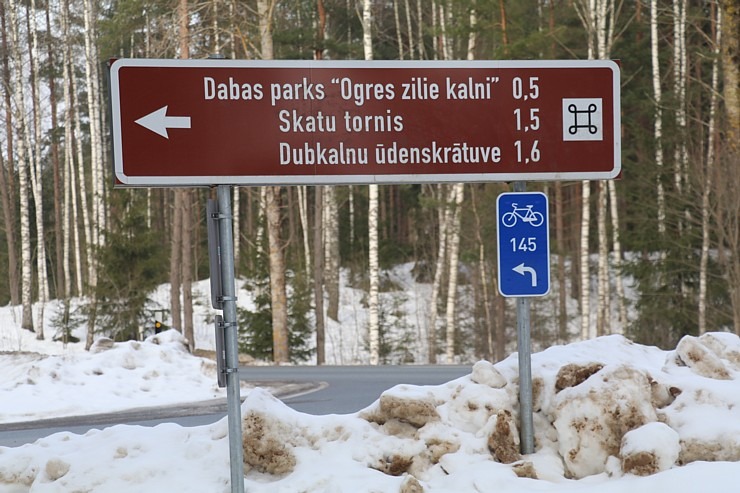 Dabas parks “Ogres zilie kalni” 0,5
Skatu tornis 1,5
Dubkalnu ūdenskrātuve 1,6
145